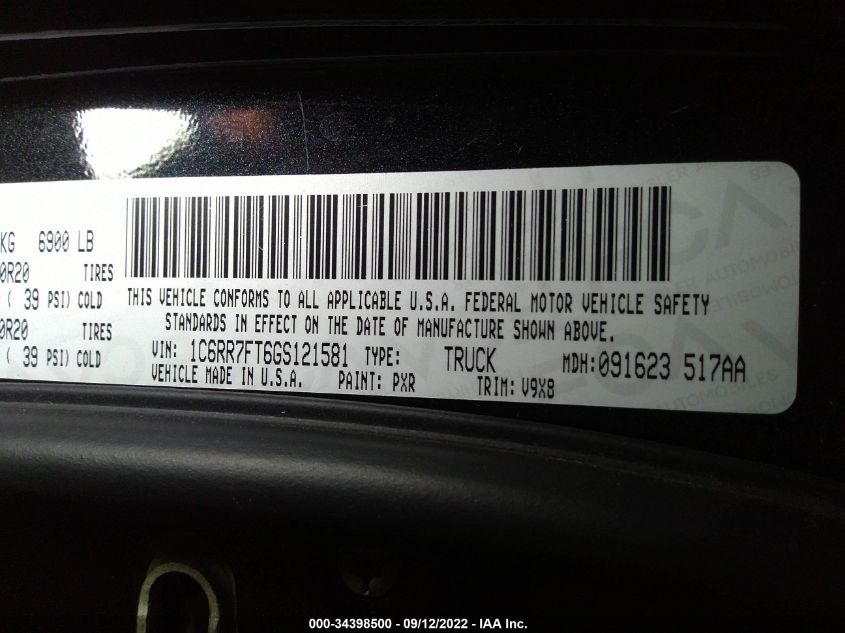 KG 6900 LB
0R20 TIRES
( 39 PSI) COLD
0R20 TIRES
( 39 PSI) COLD
THIS VEHICLE CONFORMS TO ALL APPLICABLE U.S.A. FEDERAL MOTOR VEHICLE SAFETY
STANDARDS IN EFFECT ON THE DATE OF MANUFACTURE SHOWN ABOVE.
VIN: 1C6RR7FT6GS121581 TYPE: TRUCK MDH: 091623 517AA
VEHICLE MADE IN U.S.A. PAINT: PXR TRIM: V9X8
000-34398500 - 09/12/2022 - IAA Inc.